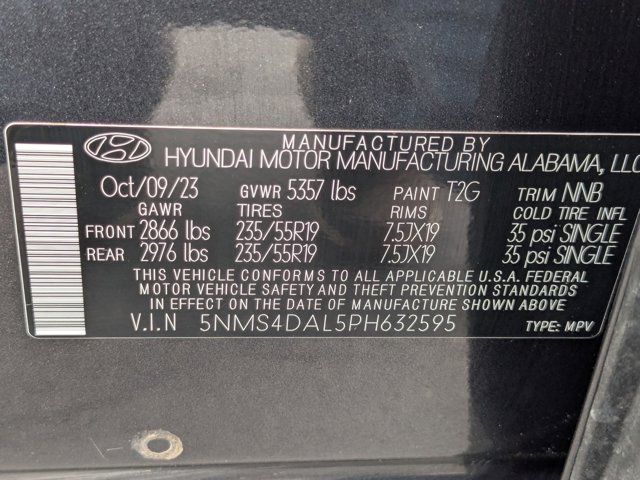 MANUFACTURED BY
HYUNDAI MOTOR MANUFACTURING ALABAMA, LLC
Oct/09/23 GVWR 5357 lbs PAINT T2G TRIM NNB
GAWR TIRES RIMS COLD TIRE INFL
FRONT 2866 lbs 235/55R19 7.5JX19 35 psi SINGLE
REAR 2976 lbs 235/55R19 7.5JX19 35 psi SINGLE
THIS VEHICLE CONFORMS TO ALL APPLICABLE U.S.A. FEDERAL
MOTOR VEHICLE SAFETY AND THEFT PREVENTION STANDARDS
IN EFFECT ON THE DATE OF MANUFACTURE SHOWN ABOVE
V.I.N 5NMS4DAL5PH632595 TYPE: MPV